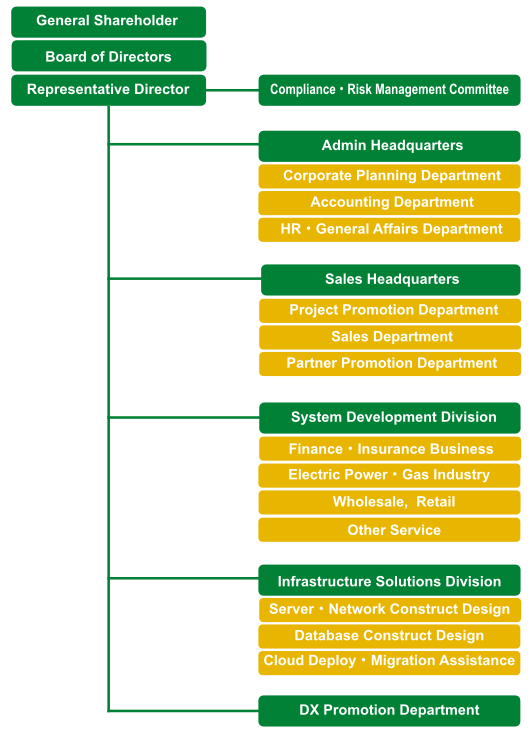 General Shareholder
Board of Directors
Representative Director
Compliance・Risk Management Committee
Admin Headquarters
Corporate Planning Department
Accounting Department
HR・General Affairs Department
Sales Headquarters
Project Promotion Department
Sales Department
Partner Promotion Department
System Development Division
Finance・Insurance Business
Electric Power・Gas Industry
Wholesale, Retail
Other Service
Infrastructure Solutions Division
Server・Network Construct Design
Database Construct Design
Cloud Deploy・Migration Assistance
DX Promotion Department